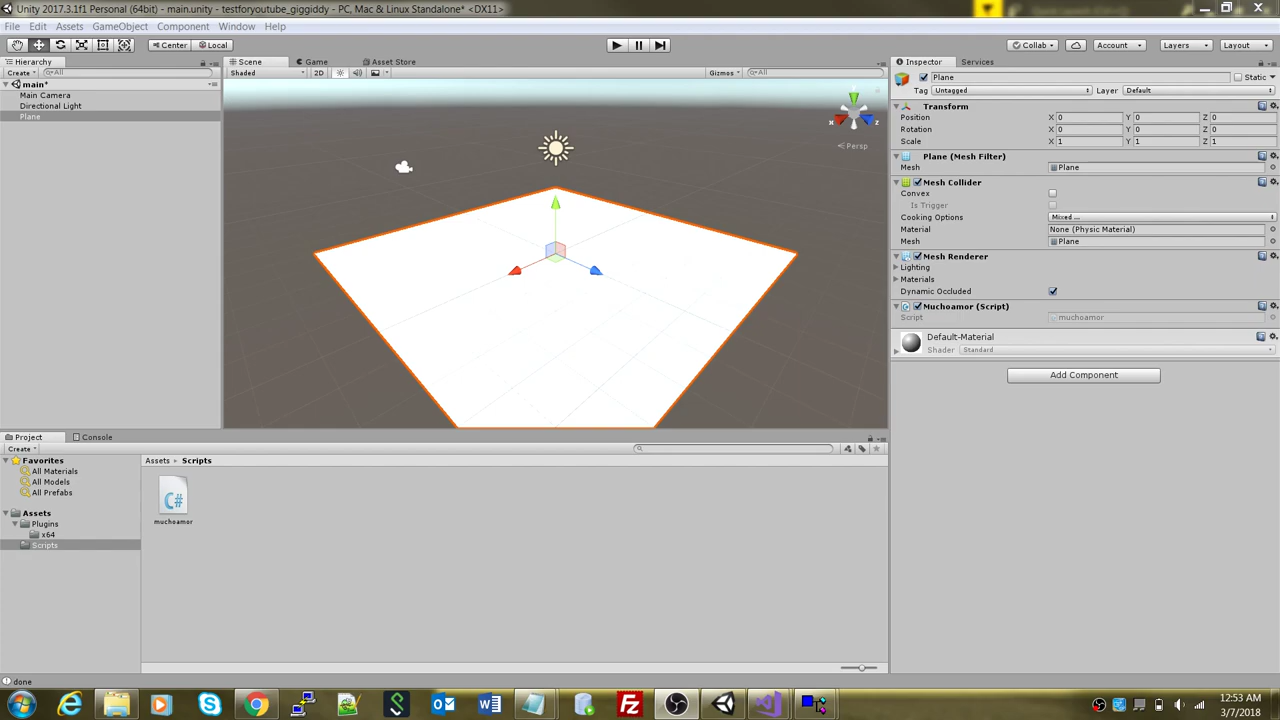 Unity 2017.3.1f1 Personal (64bit) - main.unity - testforyoutube_giggiddy - PC, Mac & Linux Standalone* <DX11>
File Edit Assets GameObject Component Window Help
Center Local Collab Account Layers Layout
Hierarchy Scene Game Asset Store Inspector Services
Create All Shaded 2D Gizmos All
Plane Static
main*
Tag Untagged Layer Default
Main Camera
Directional Light
Plane
Transform
Position X 0 Y 0 Z 0
Rotation X 0 Y 0 Z 0
Scale X 1 Y 1 Z 1
x z
Persp
Plane (Mesh Filter)
Mesh Plane
Mesh Collider
Convex
Is Trigger
Cooking Options Mixed ...
Material None (Physic Material)
Mesh Plane
Mesh Renderer
Lighting
Materials
Dynamic Occluded
Muchoamor (Script)
Script muchoamor
Default-Material
Shader Standard
Add Component
Project Console
Create
Favorites
All Materials
All Models
All Prefabs
Assets
Plugins
x64
Scripts
Assets Scripts
C#
muchoamor
done
12:53 AM
3/7/2018